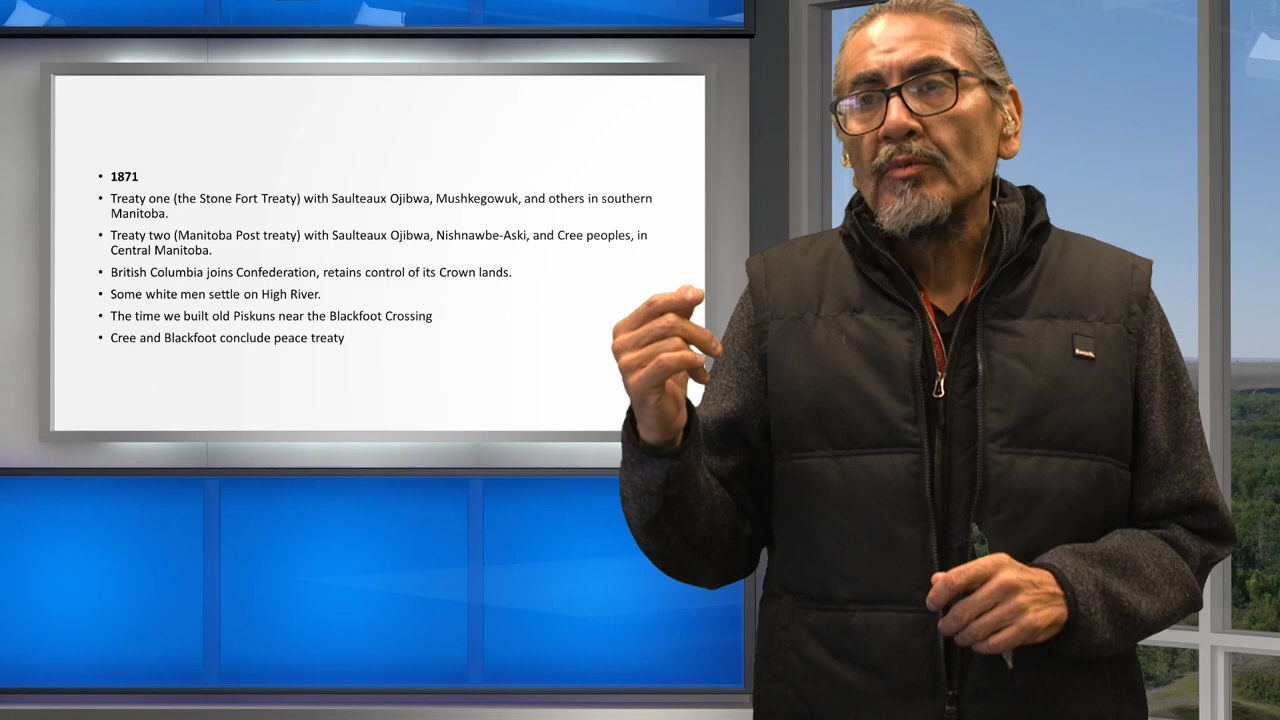 • 1871
• Treaty one (the Stone Fort Treaty) with Saulteaux Ojibwa, Mushkegowuk, and others in southern
Manitoba.
• Treaty two (Manitoba Post treaty) with Saulteaux Ojibwa, Nishnawbe-Aski, and Cree peoples, in
Central Manitoba.
• British Columbia joins Confederation, retains control of its Crown lands.
• Some white men settle on High River.
• The time we built old Piskuns near the Blackfoot Crossing
• Cree and Blackfoot conclude peace treaty